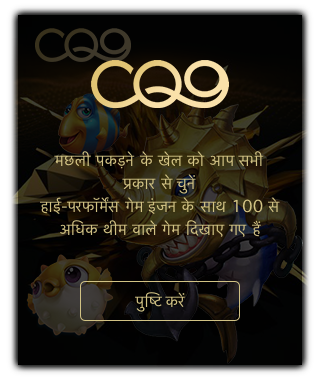 CQ9
CQ9
मछली पकड़ने के खेल को आप सभी
प्रकार से चुनें
हाई-परफॉर्मेंस गेम इंजन के साथ 100 से
अधिक थीम वाले गेम दिखाए गए हैं
पुष्टि करें